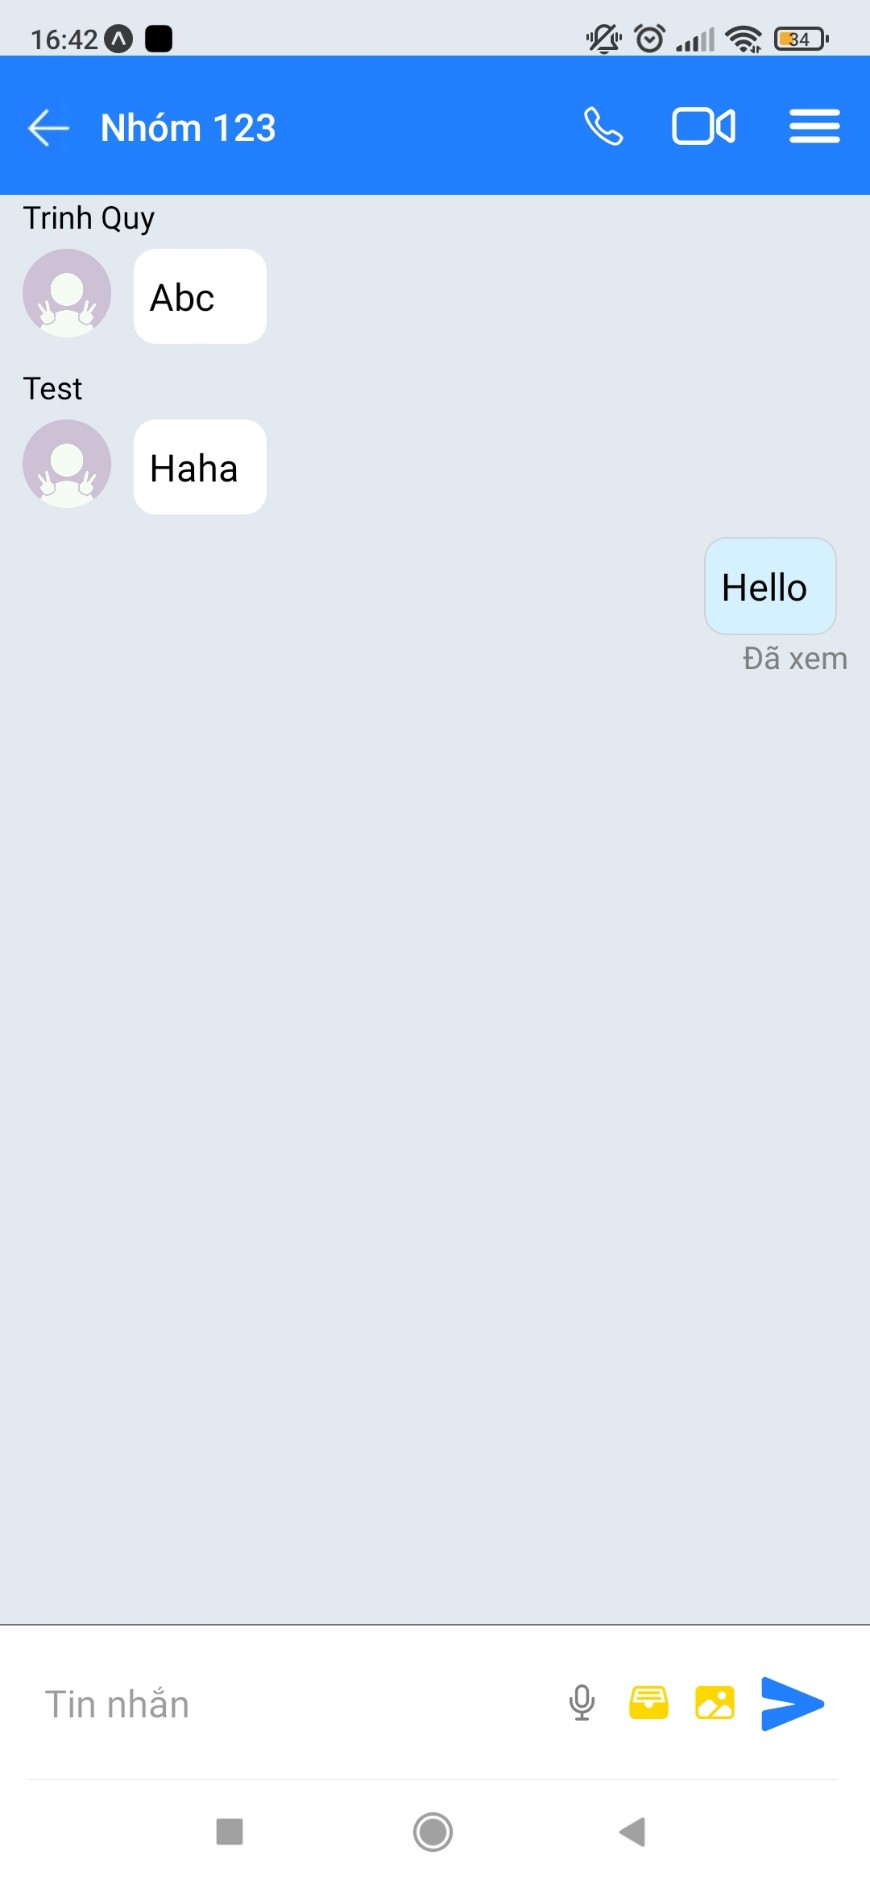 16:42
34
Nhóm 123
Trinh Quy
Abc
Test
Haha
Hello
Đã xem
Tin nhắn